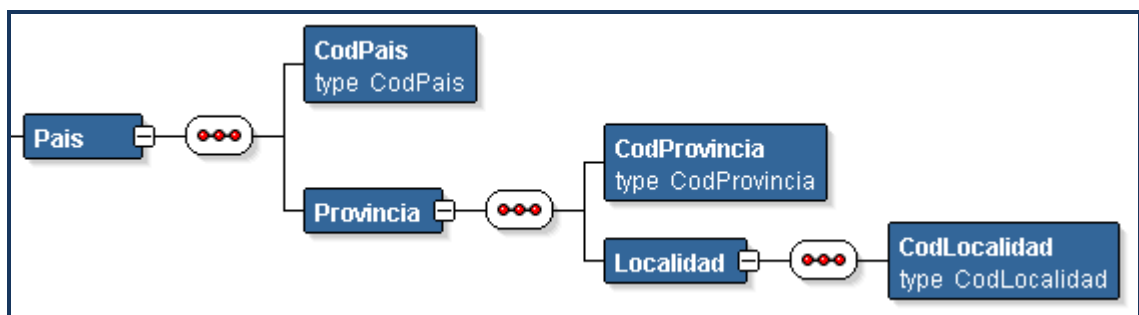 CodPais
type CodPais
Pais
CodProvincia
type CodProvincia
Provincia
Localidad
CodLocalidad
type CodLocalidad